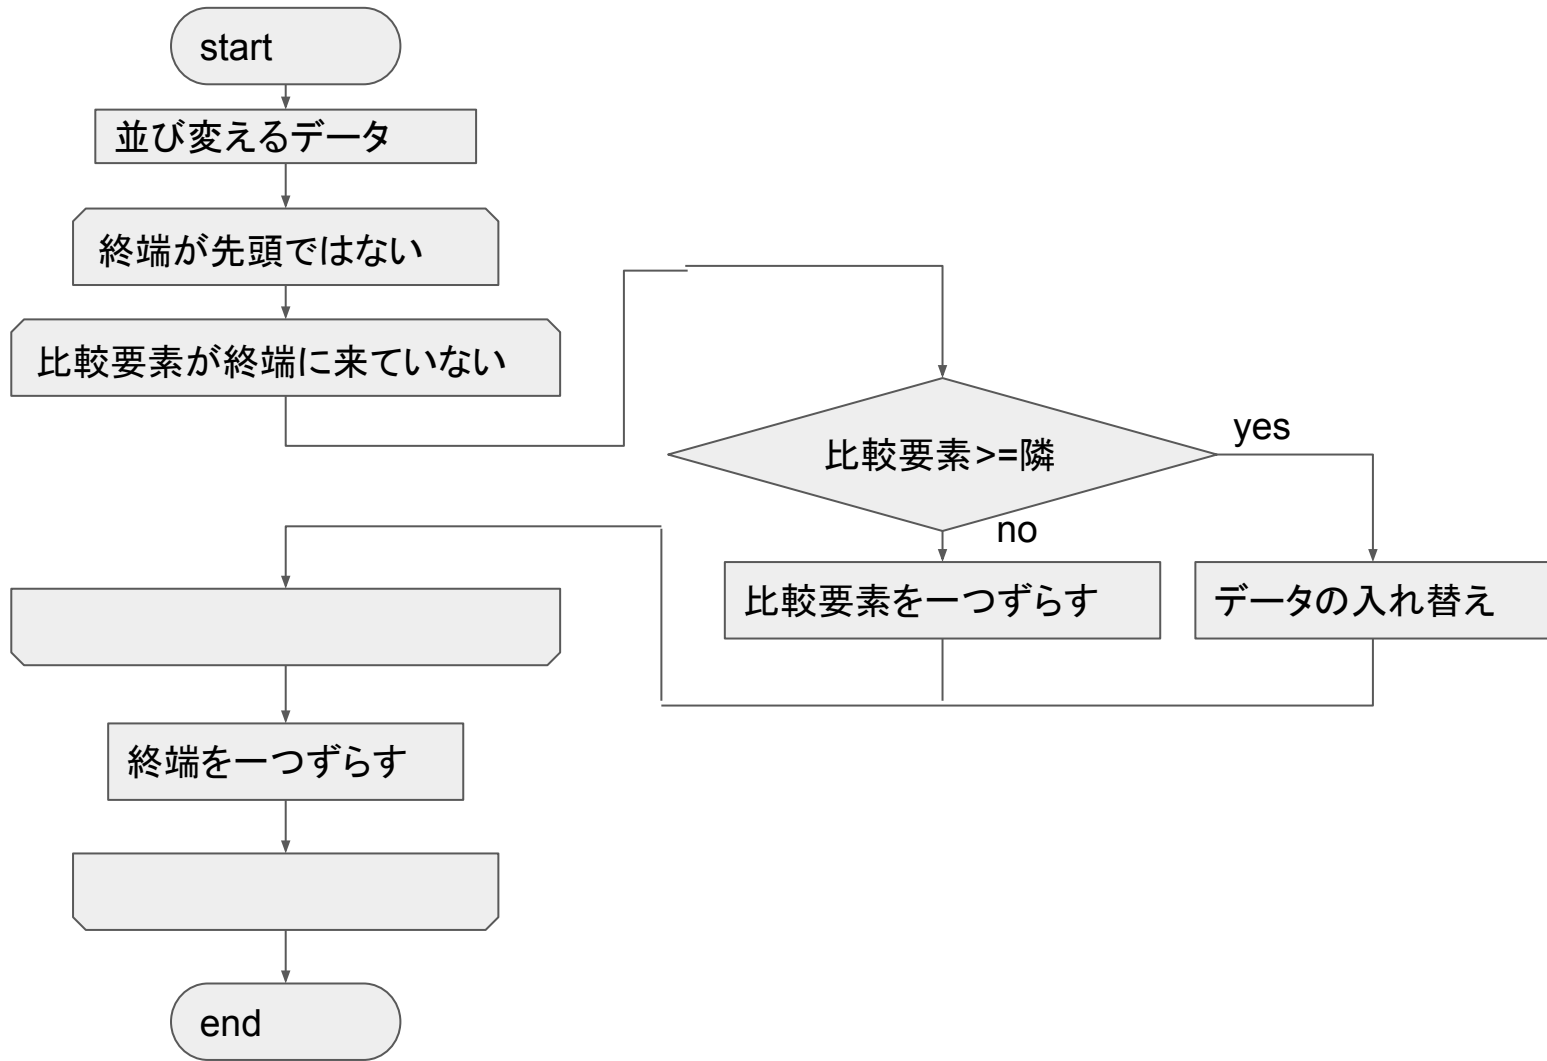 start
並び変えるデータ
終端が先頭ではない
比較要素が終端に来ていない
比較要素>=隣
yes
no
比較要素を一つずらす
データの入れ替え
終端を一つずらす
end